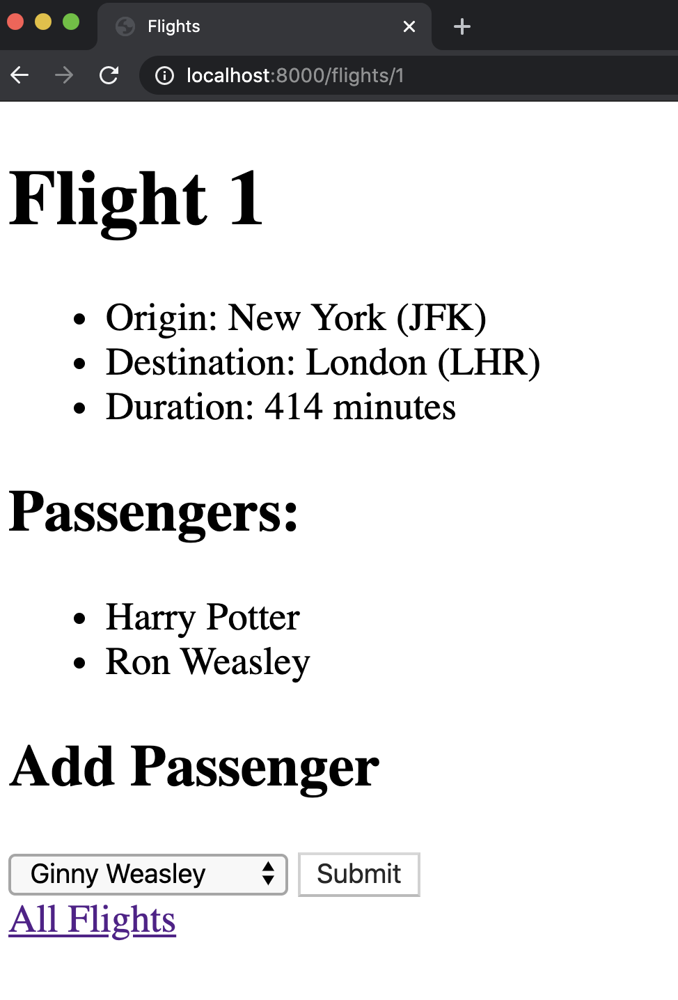 Flights
localhost:8000/flights/1
Flight 1
Origin: New York (JFK)
Destination: London (LHR)
Duration: 414 minutes
Passengers:
Harry Potter
Ron Weasley
Add Passenger
Ginny Weasley Submit
All Flights